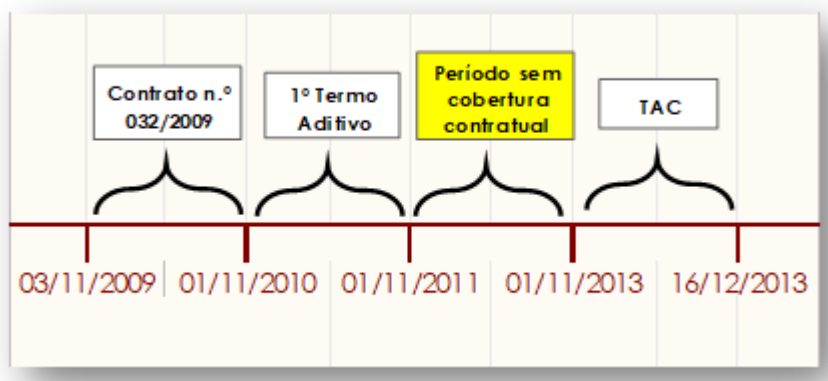 Contrato n.º
032/2009
1º Termo
Aditivo
Período sem
cobertura
contratual
TAC
03/11/2009
01/11/2010
01/11/2011
01/11/2013
16/12/2013